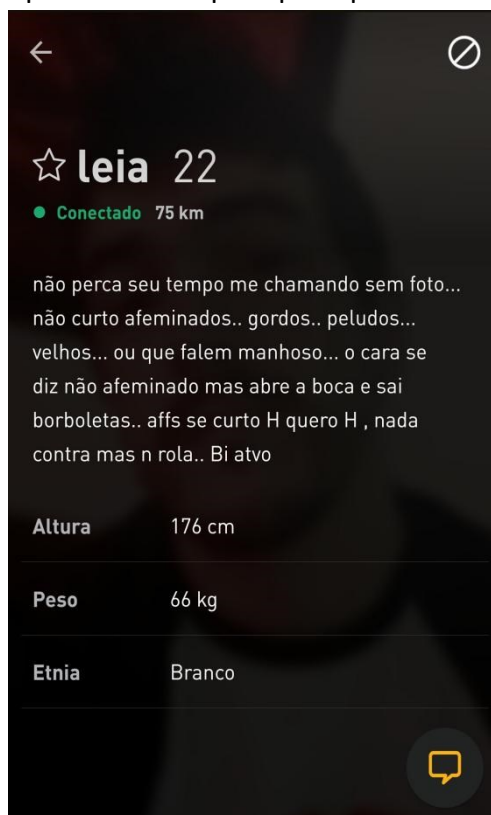 leia 22
Conectado 75 km
não perca seu tempo me chamando sem foto...
não curto afeminados.. gordos.. peludos...
velhos... ou que falem manhoso... o cara se
diz não afeminado mas abre a boca e sai
borboletas.. affs se curto H quero H , nada
contra mas n rola.. Bi atvo
Altura 176 cm
Peso 66 kg
Etnia Branco